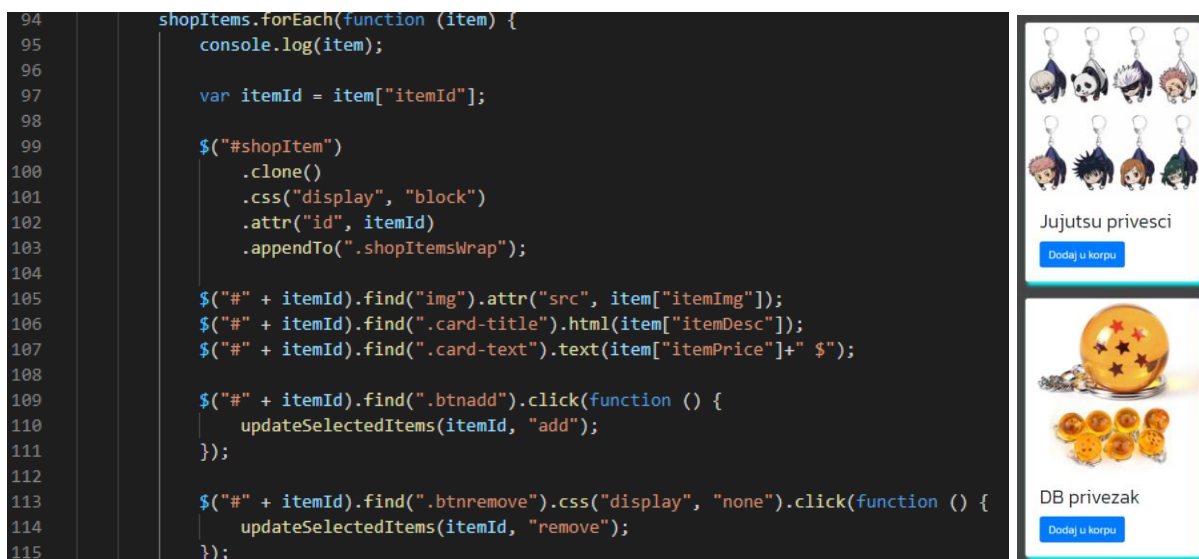 94 shopItems.forEach(function (item) {
95 console.log(item);
96
97 var itemId = item["itemId"];
98
99 $("#shopItem")
100 .clone()
101 .css("display", "block")
102 .attr("id", itemId)
103 .appendTo(".shopItemsWrap");
104
105 $("#" + itemId).find("img").attr("src", item["itemImg"]);
106 $("#" + itemId).find(".card-title").html(item["itemDesc"]);
107 $("#" + itemId).find(".card-text").text(item["itemPrice"]+" $");
108
109 $("#" + itemId).find(".btnadd").click(function () {
110 updateSelectedItems(itemId, "add");
111 });
112
113 $("#" + itemId).find(".btnremove").css("display", "none").click(function () {
114 updateSelectedItems(itemId, "remove");
115 });
Jujutsu privesci
Dodaj u korpu
DB privezak
Dodaj u korpu